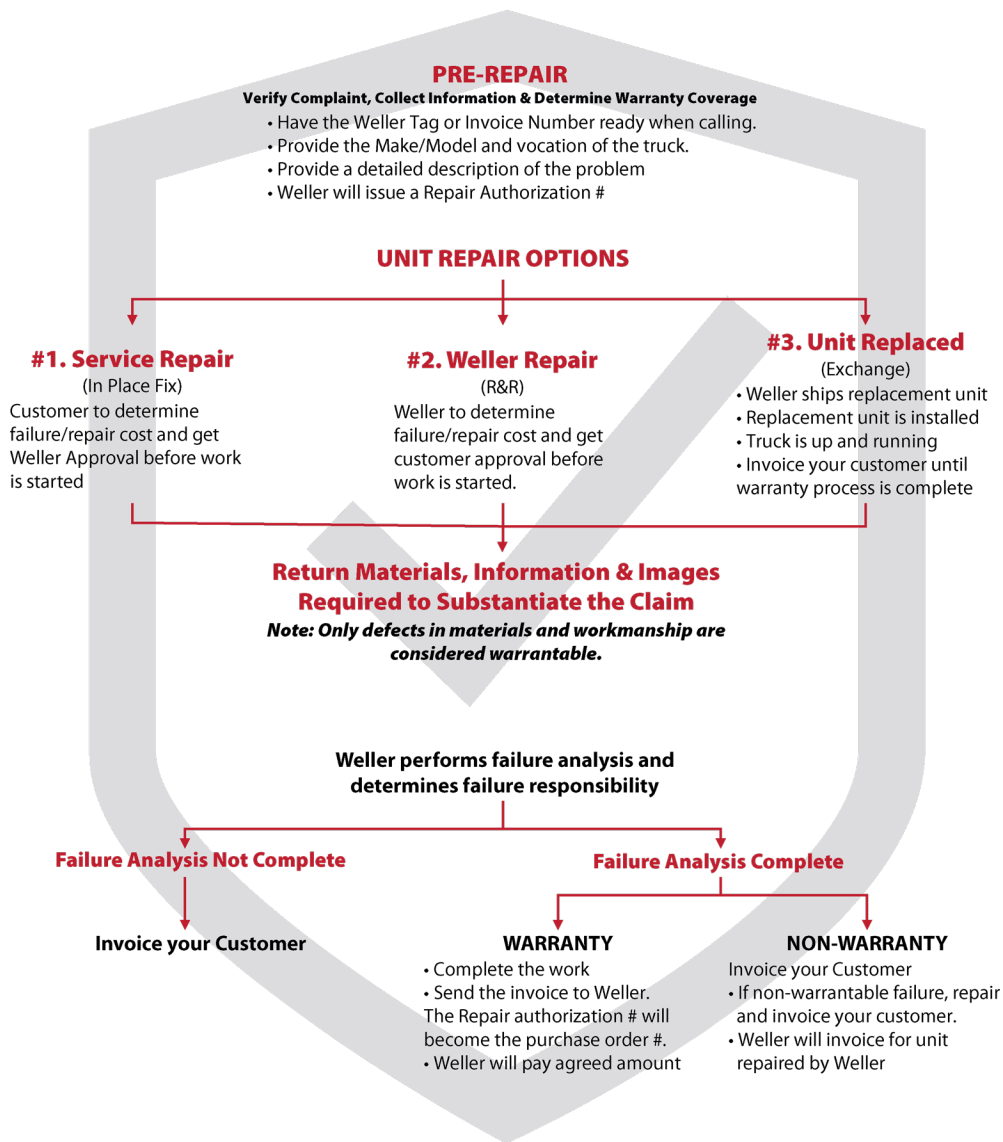 PRE-REPAIR
Verify Complaint, Collect Information & Determine Warranty Coverage
• Have the Weller Tag or Invoice Number ready when calling.
• Provide the Make/Model and vocation of the truck.
• Provide a detailed description of the problem
• Weller will issue a Repair Authorization #
UNIT REPAIR OPTIONS
#1. Service Repair
(In Place Fix)
Customer to determine
failure/repair cost and get
Weller Approval before work
is started
#2. Weller Repair
(R&R)
Weller to determine
failure/repair cost and get
customer approval before
work is started.
#3. Unit Replaced
(Exchange)
• Weller ships replacement unit
• Replacement unit is installed
• Truck is up and running
• Invoice your customer until
warranty process is complete
Return Materials, Information & Images
Required to Substantiate the Claim
Note: Only defects in materials and workmanship are
considered warrantable.
Weller performs failure analysis and
determines failure responsibility
Failure Analysis Not Complete
Invoice your Customer
Failure Analysis Complete
WARRANTY
• Complete the work
• Send the invoice to Weller.
The Repair authorization # will
become the purchase order #.
• Weller will pay agreed amount
NON-WARRANTY
Invoice your Customer
• If non-warrantable failure, repair
and invoice your customer.
• Weller will invoice for unit
repaired by Weller